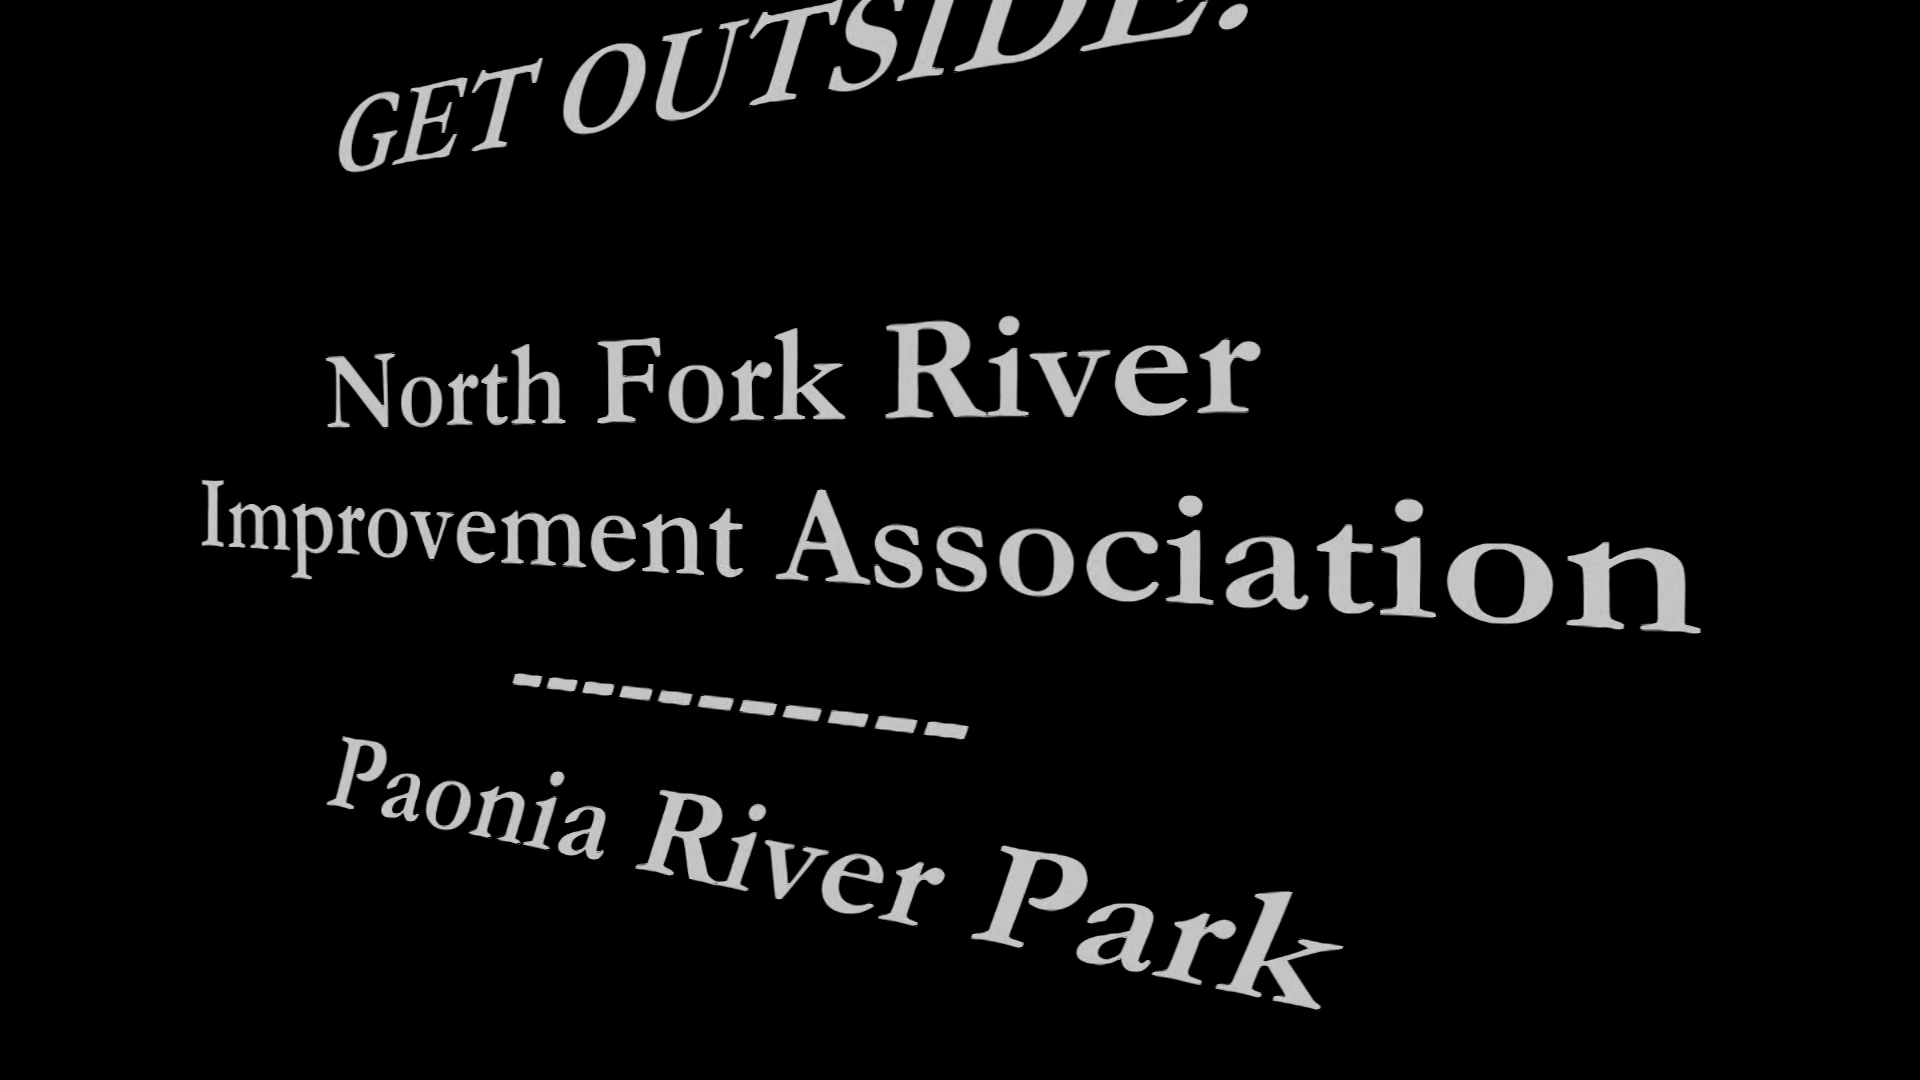 GET OUTSIDE.
North Fork River
Improvement Association
-----------
Paonia River Park